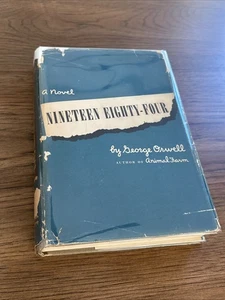 a Novel
NINETEEN EIGHTY-FOUR
by George Orwell
AUTHOR OF Animal Farm